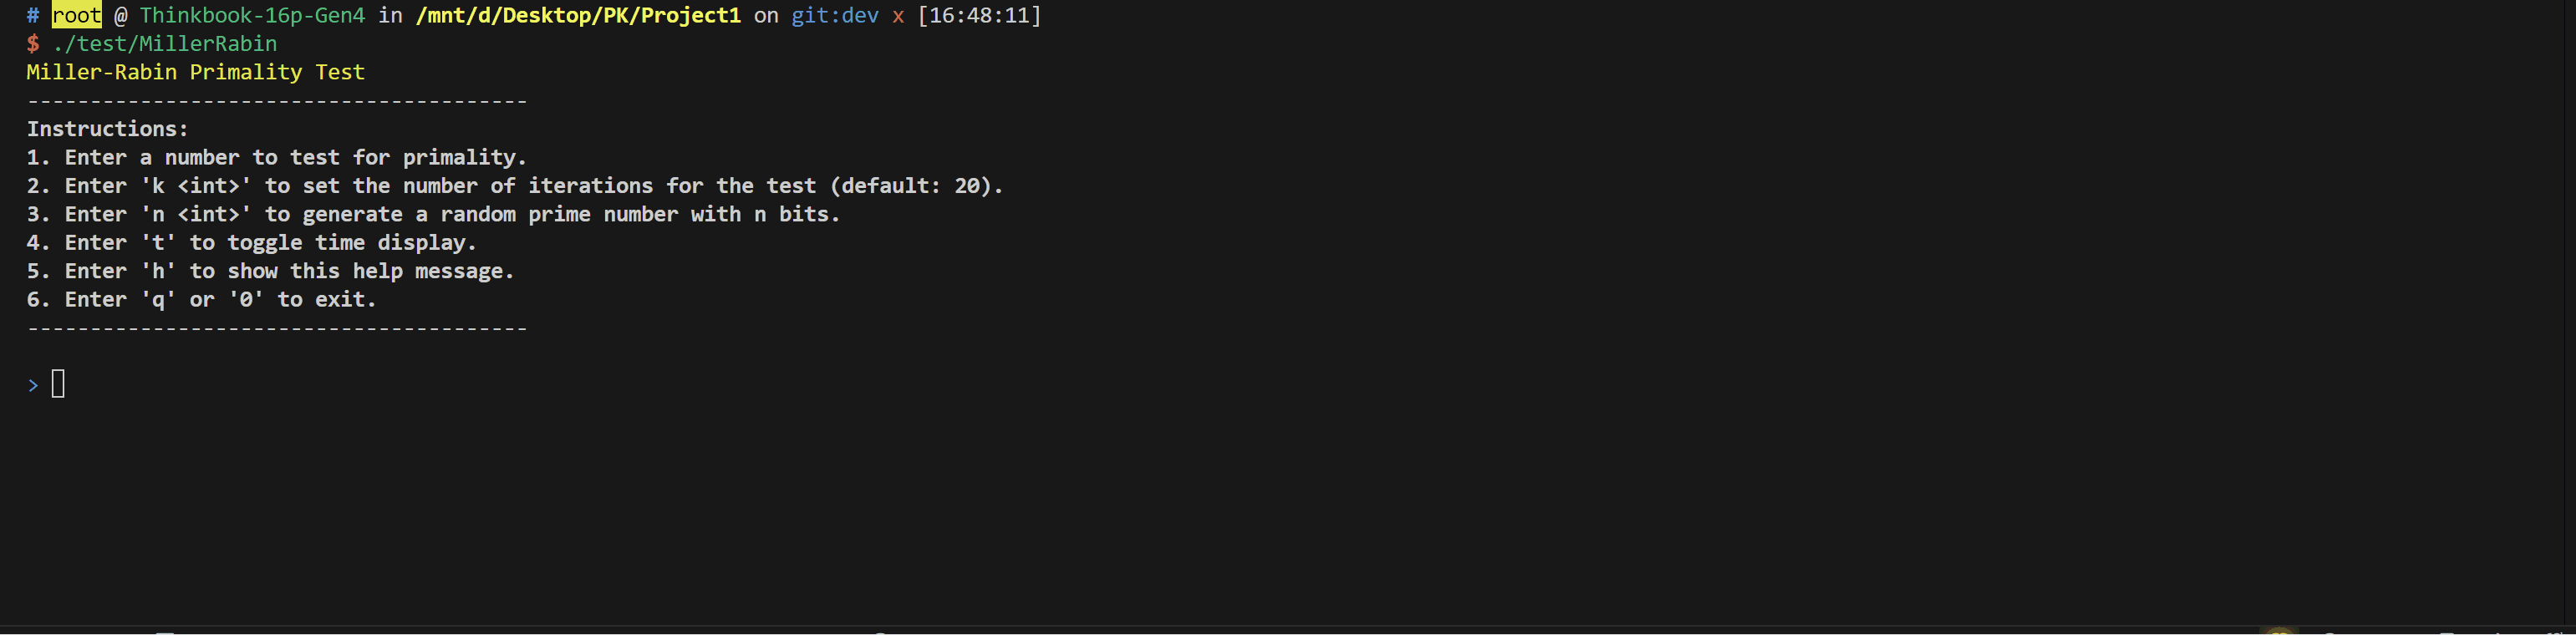 # root @ Thinkbook-16p-Gen4 in /mnt/d/Desktop/PK/Project1 on git:dev x [16:48:11]
$ ./test/MillerRabin
Miller-Rabin Primality Test
----------------------------------------
Instructions:
1. Enter a number to test for primality.
2. Enter 'k <int>' to set the number of iterations for the test (default: 20).
3. Enter 'n <int>' to generate a random prime number with n bits.
4. Enter 't' to toggle time display.
5. Enter 'h' to show this help message.
6. Enter 'q' or '0' to exit.
----------------------------------------
>